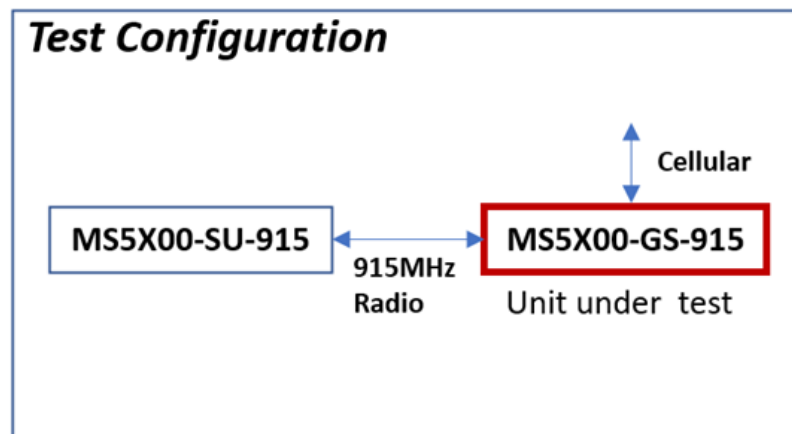 Test Configuration
Cellular
MS5X00-SU-915
MS5X00-GS-915
915MHz
Radio
Unit under test